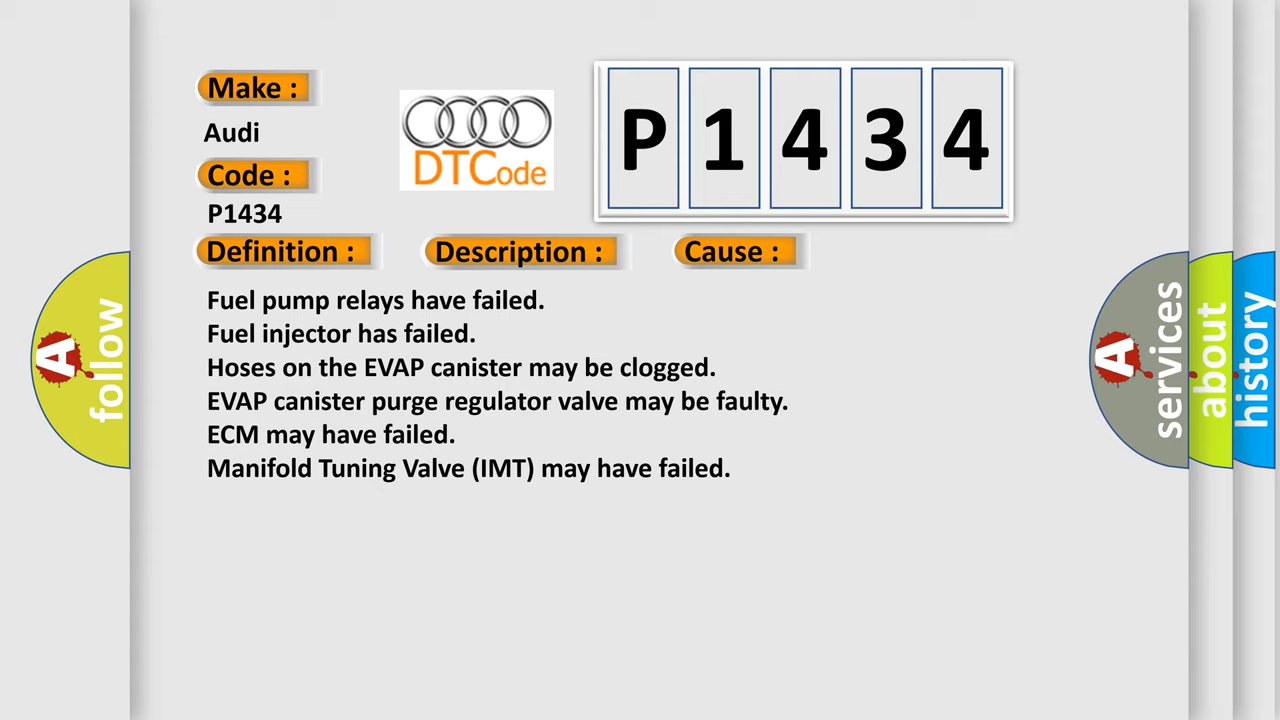 Make :
Audi
Code :
P1434
DTCode
P 1 4 3 4
Definition :
Description :
Cause :
Fuel pump relays have failed.
Fuel injector has failed.
Hoses on the EVAP canister may be clogged.
EVAP canister purge regulator valve may be faulty.
ECM may have failed.
Manifold Tuning Valve (IMT) may have failed.
A
follow
A
services
about
history